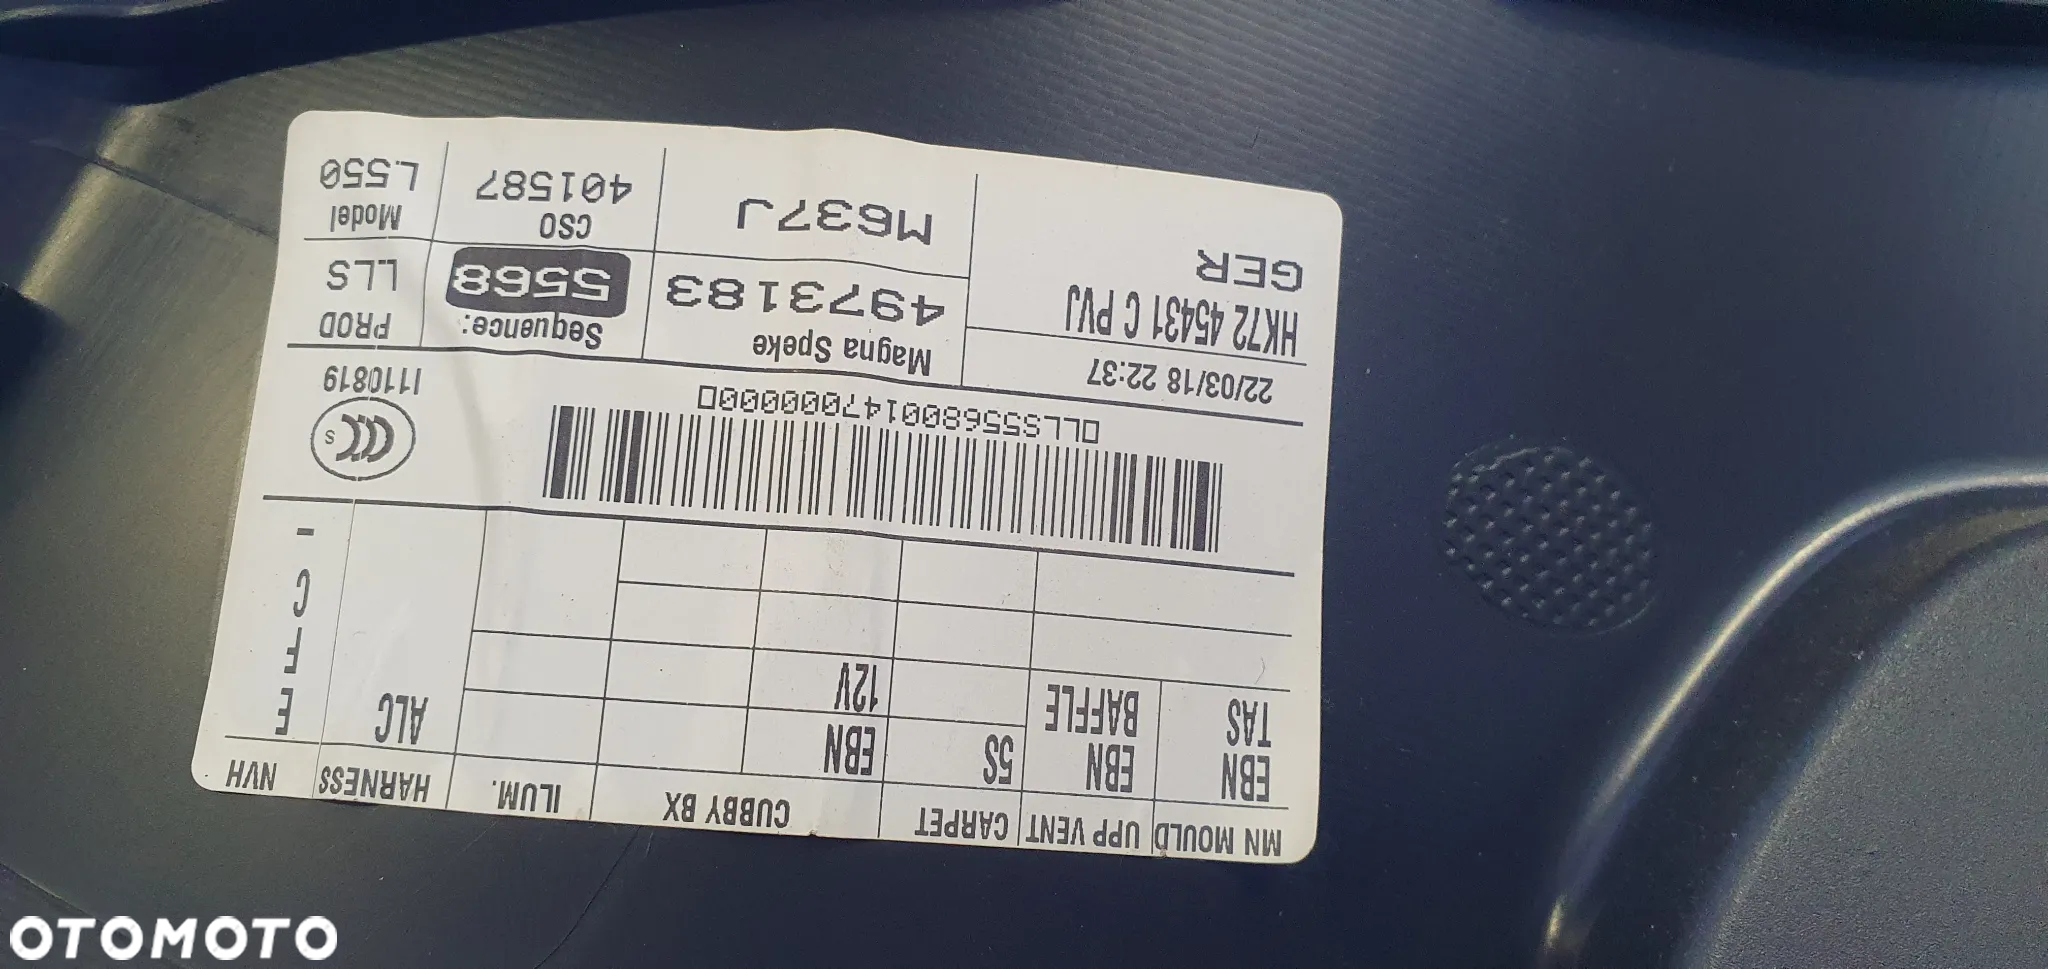 MN MOULD UPP VENT CARPET CUBBY BX ILUM. HARNESS NVH
EBN EBN 5S EBN ALC E
TAS BAFFLE 12V F
C
-
▯LLS5568001470000000▯
CCC S
1110819
22/03/18 22:37 Magna Speke Sequence: PROD
HK72 45431 C PVJ 4973183 5568 LLS
GER M637J CSO Model
401587 L550
OTOMOTO